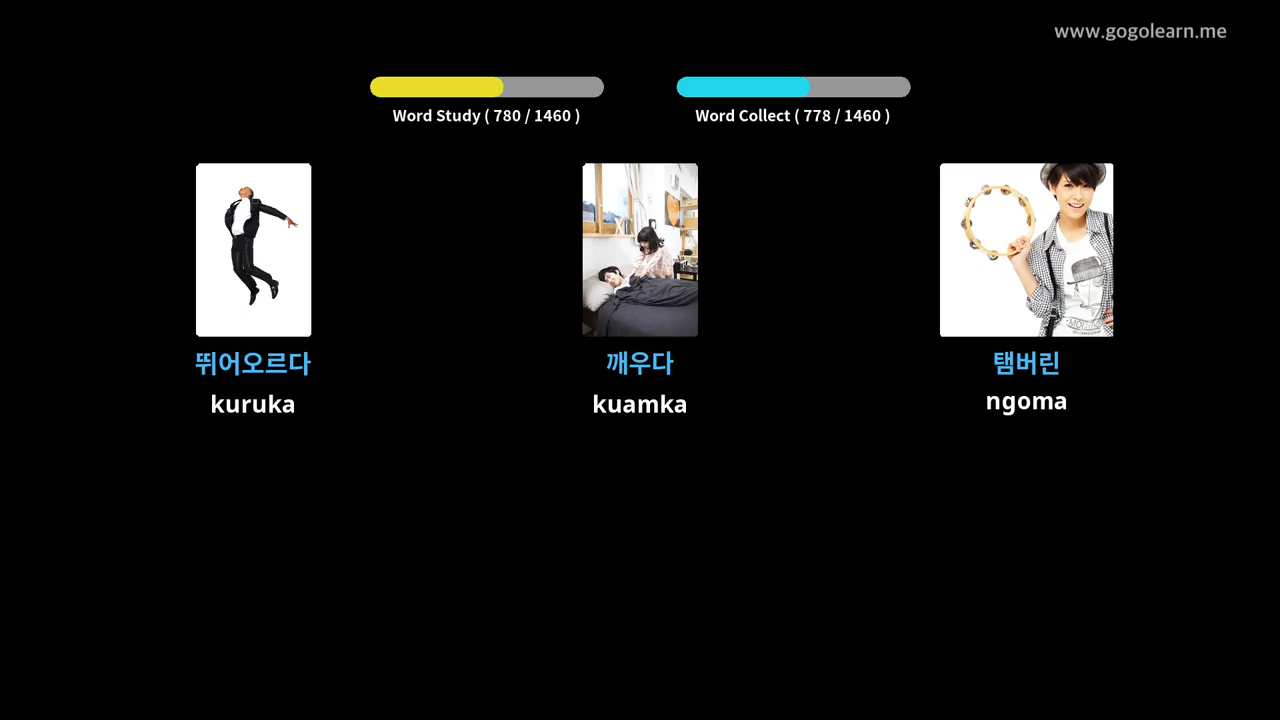 www.gogolearn.me
Word Study ( 780 / 1460 )
Word Collect ( 778 / 1460 )
뛰어오르다
kuruka
깨우다
kuamka
탬버린
ngoma